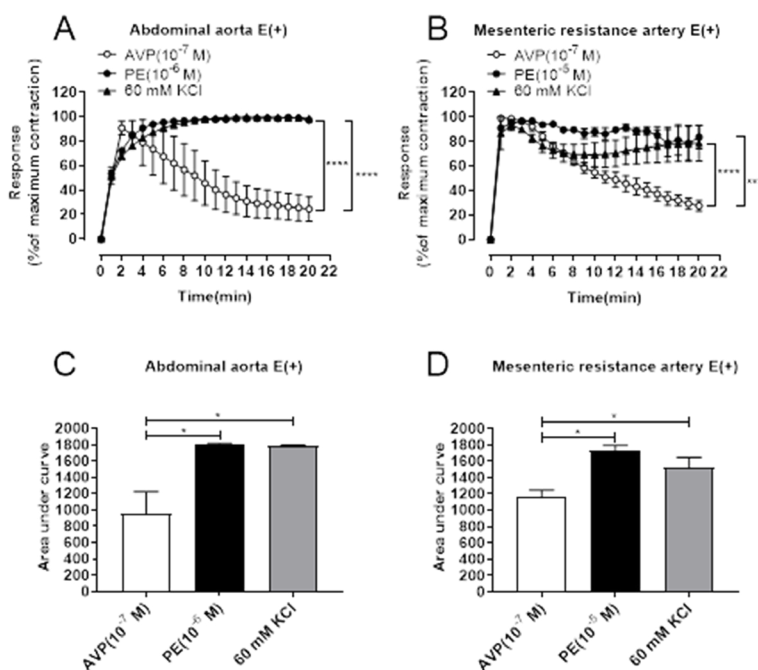 A
Abdominal aorta E(+)
AVP(10⁻⁷ M)
PE(10⁻⁶ M)
60 mM KCl
Response
(%of maximum contraction)
120
100
80
60
40
20
0
****
****
0 2 4 6 8 10 12 14 16 18 20 22
Time(min)
B
Mesenteric resistance artery E(+)
AVP(10⁻⁷ M)
PE(10⁻⁵ M)
60 mM KCl
Response
(%of maximum contraction)
120
100
80
60
40
20
0
****
**
0 2 4 6 8 10 12 14 16 18 20 22
Time(min)
C
Abdominal aorta E(+)
Area under curve
2000
1800
1600
1400
1200
1000
800
600
400
200
0
*
*
AVP(10⁻⁷ M)
PE(10⁻⁶ M)
60 mM KCl
D
Mesenteric resistance artery E(+)
Area under curve
2000
1800
1600
1400
1200
1000
800
600
400
200
0
*
*
AVP(10⁻⁷ M)
PE(10⁻⁵ M)
60 mM KCl